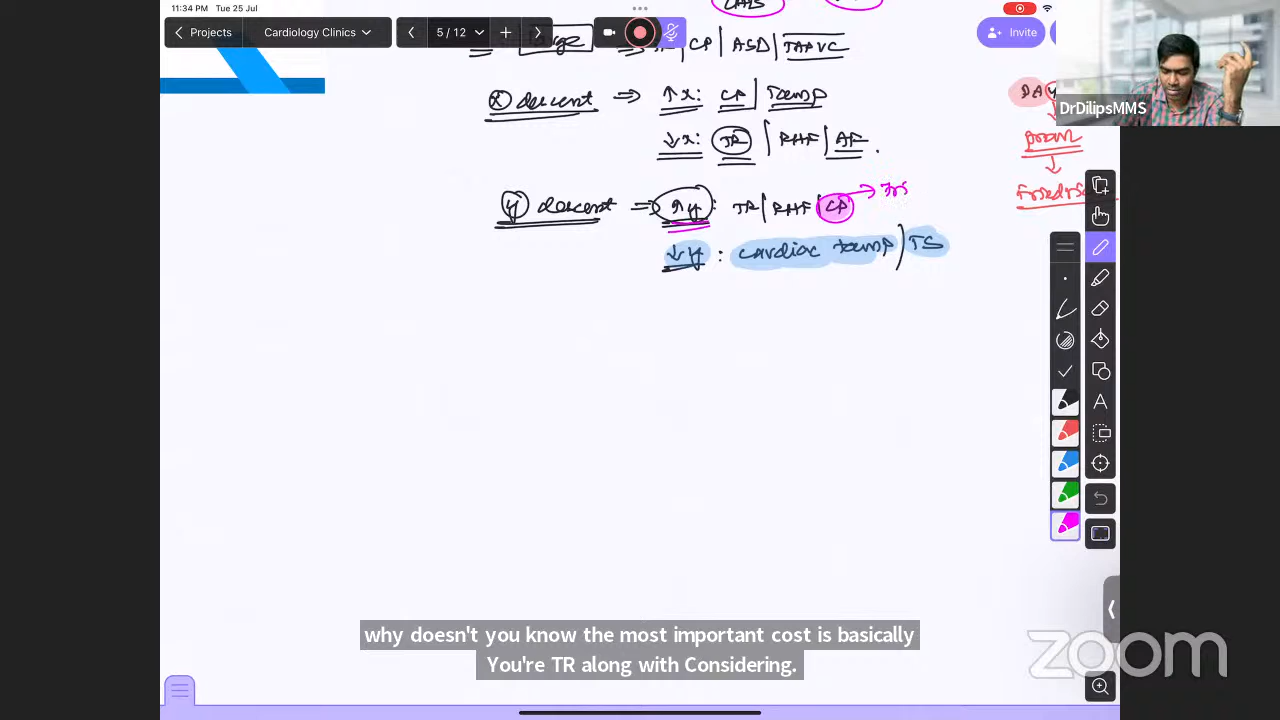 11:34 PM Tue 25 Jul
Projects Cardiology Clinics 5 / 12 Invite
CP | ASD | TAPVC
x descent ⇒ ↑x: CP | Tamp
↓x: TR | RHF | AF.
DrDilipsMMS
y descent ⇒ ↑y: TR | RHF | CP → Fri
↓y : cardiac tamp / TS
why doesn't you know the most important cost is basically
You're TR along with Considering.
zoom